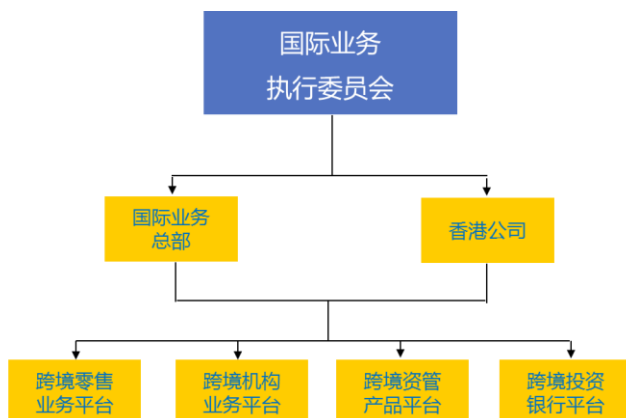 国际业务
执行委员会
国际业务
总部
香港公司
跨境零售
业务平台
跨境机构
业务平台
跨境资管
产品平台
跨境投资
银行平台